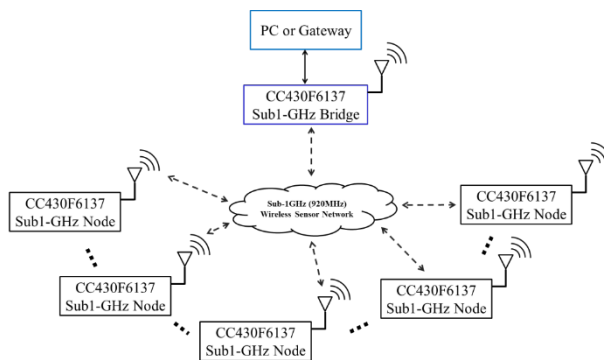 PC or Gateway
CC430F6137
Sub1-GHz Bridge
Sub-1GHz (920MHz)
Wireless Sensor Network
CC430F6137
Sub1-GHz Node
CC430F6137
Sub1-GHz Node
CC430F6137
Sub1-GHz Node
CC430F6137
Sub1-GHz Node
CC430F6137
Sub1-GHz Node